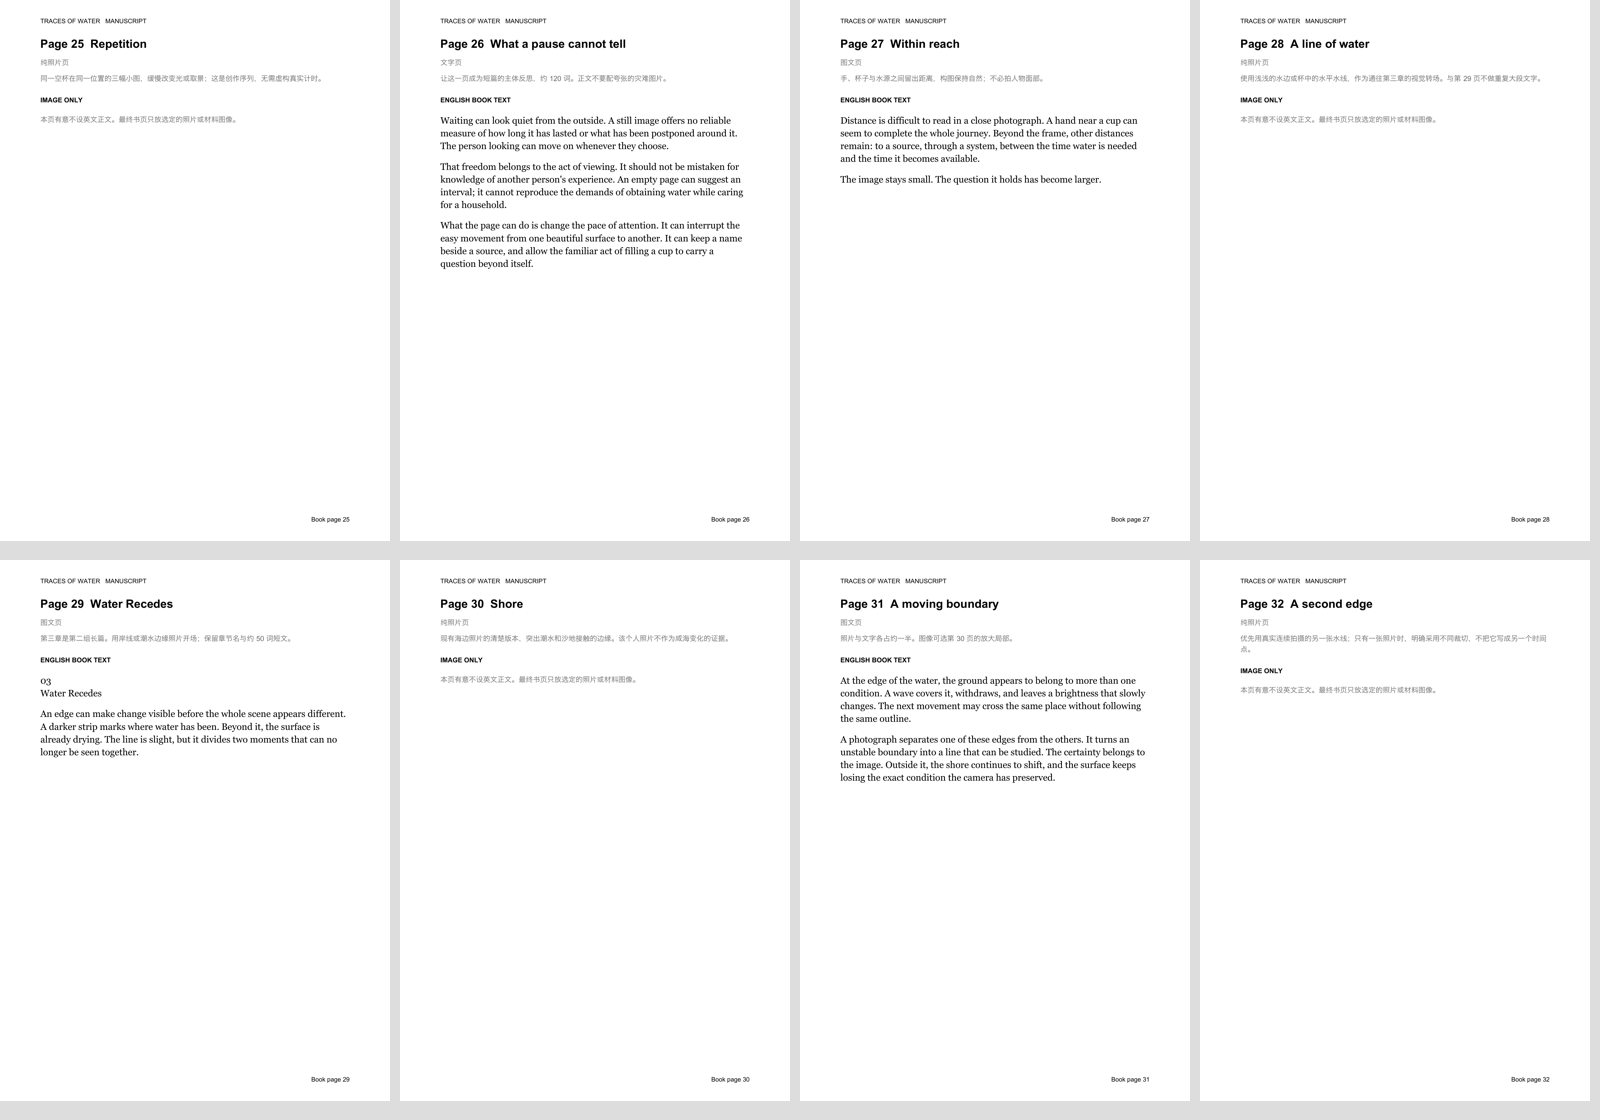 TRACES OF WATER MANUSCRIPT
Page 25 Repetition
纯照片页
同一空杯在同一位置的三幅小图，缓慢改变光或取景；这是创作序列，无需虚构真实计时。
IMAGE ONLY
本页有意不设英文正文。最终书页只放选定的照片或材料图像。
Book page 25
TRACES OF WATER MANUSCRIPT
Page 26 What a pause cannot tell
文字页
让这一页成为短篇的主体反思，约 120 词。正文不要配夸张的灾难图片。
ENGLISH BOOK TEXT
Waiting can look quiet from the outside. A still image offers no reliable
measure of how long it has lasted or what has been postponed around it.
The person looking can move on whenever they choose.
That freedom belongs to the act of viewing. It should not be mistaken for
knowledge of another person's experience. An empty page can suggest an
interval; it cannot reproduce the demands of obtaining water while caring
for a household.
What the page can do is change the pace of attention. It can interrupt the
easy movement from one beautiful surface to another. It can keep a name
beside a source, and allow the familiar act of filling a cup to carry a
question beyond itself.
Book page 26
TRACES OF WATER MANUSCRIPT
Page 27 Within reach
图文页
手、杯子与水源之间留出距离，构图保持自然；不必拍人物面部。
ENGLISH BOOK TEXT
Distance is difficult to read in a close photograph. A hand near a cup can
seem to complete the whole journey. Beyond the frame, other distances
remain: to a source, through a system, between the time water is needed
and the time it becomes available.
The image stays small. The question it holds has become larger.
Book page 27
TRACES OF WATER MANUSCRIPT
Page 28 A line of water
纯照片页
使用浅浅的水边或杯中的水平水线，作为通往第三章的视觉转场。与第 29 页不做重复大段文字。
IMAGE ONLY
本页有意不设英文正文。最终书页只放选定的照片或材料图像。
Book page 28
TRACES OF WATER MANUSCRIPT
Page 29 Water Recedes
图文页
第三章是第二组长篇。用岸线或潮水边缘照片开场；保留章节名与约 50 词短文。
ENGLISH BOOK TEXT
03
Water Recedes
An edge can make change visible before the whole scene appears different.
A darker strip marks where water has been. Beyond it, the surface is
already drying. The line is slight, but it divides two moments that can no
longer be seen together.
Book page 29
TRACES OF WATER MANUSCRIPT
Page 30 Shore
纯照片页
现有海边照片的清楚版本，突出潮水和沙地接触的边缘。该个人照片不作为咸海变化的证据。
IMAGE ONLY
本页有意不设英文正文。最终书页只放选定的照片或材料图像。
Book page 30
TRACES OF WATER MANUSCRIPT
Page 31 A moving boundary
图文页
照片与文字各占约一半。图像可选第 30 页的放大局部。
ENGLISH BOOK TEXT
At the edge of the water, the ground appears to belong to more than one
condition. A wave covers it, withdraws, and leaves a brightness that slowly
changes. The next movement may cross the same place without following
the same outline.
A photograph separates one of these edges from the others. It turns an
unstable boundary into a line that can be studied. The certainty belongs to
the image. Outside it, the shore continues to shift, and the surface keeps
losing the exact condition the camera has preserved.
Book page 31
TRACES OF WATER MANUSCRIPT
Page 32 A second edge
纯照片页
优先用真实连续拍摄的另一张水线；只有一张照片时，明确采用不同裁切，不把它写成另一个时间
点。
IMAGE ONLY
本页有意不设英文正文。最终书页只放选定的照片或材料图像。
Book page 32